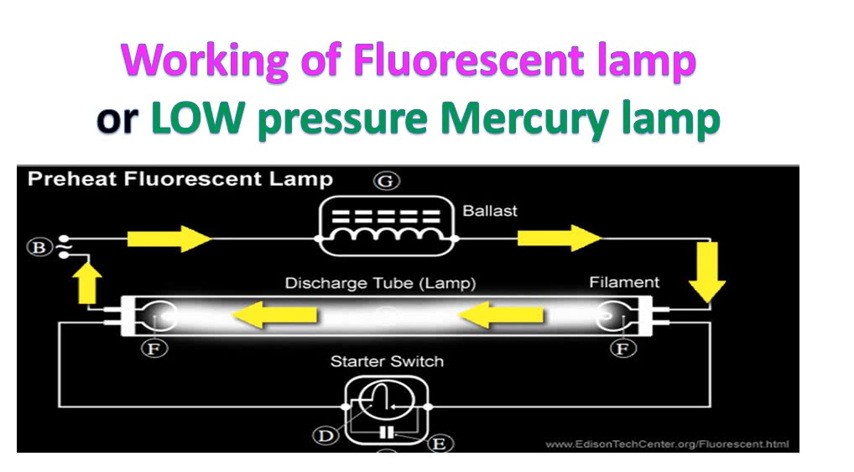 Working of Fluorescent lamp
or LOW pressure Mercury lamp
Preheat Fluorescent Lamp
G
Ballast
B
Discharge Tube (Lamp)
Filament
F
F
Starter Switch
D
E
www.EdisonTechCenter.org/Fluorescent.html